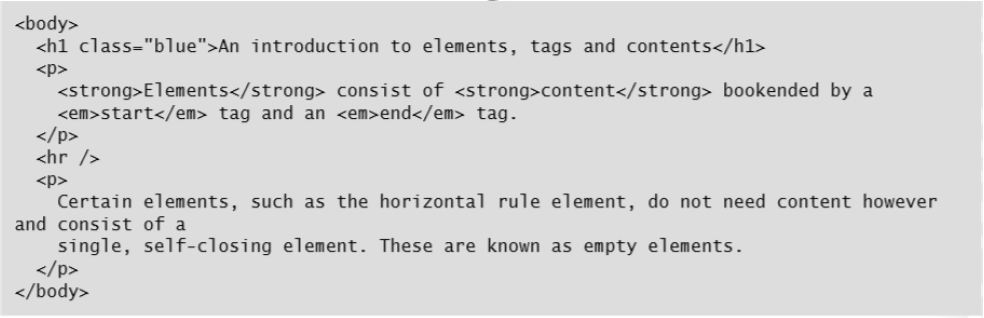 <body>
<h1 class="blue">An introduction to elements, tags and contents</h1>
<p>
<strong>Elements</strong> consist of <strong>content</strong> bookended by a
<em>start</em> tag and an <em>end</em> tag.
</p>
<hr />
<p>
Certain elements, such as the horizontal rule element, do not need content however
and consist of a
single, self-closing element. These are known as empty elements.
</p>
</body>